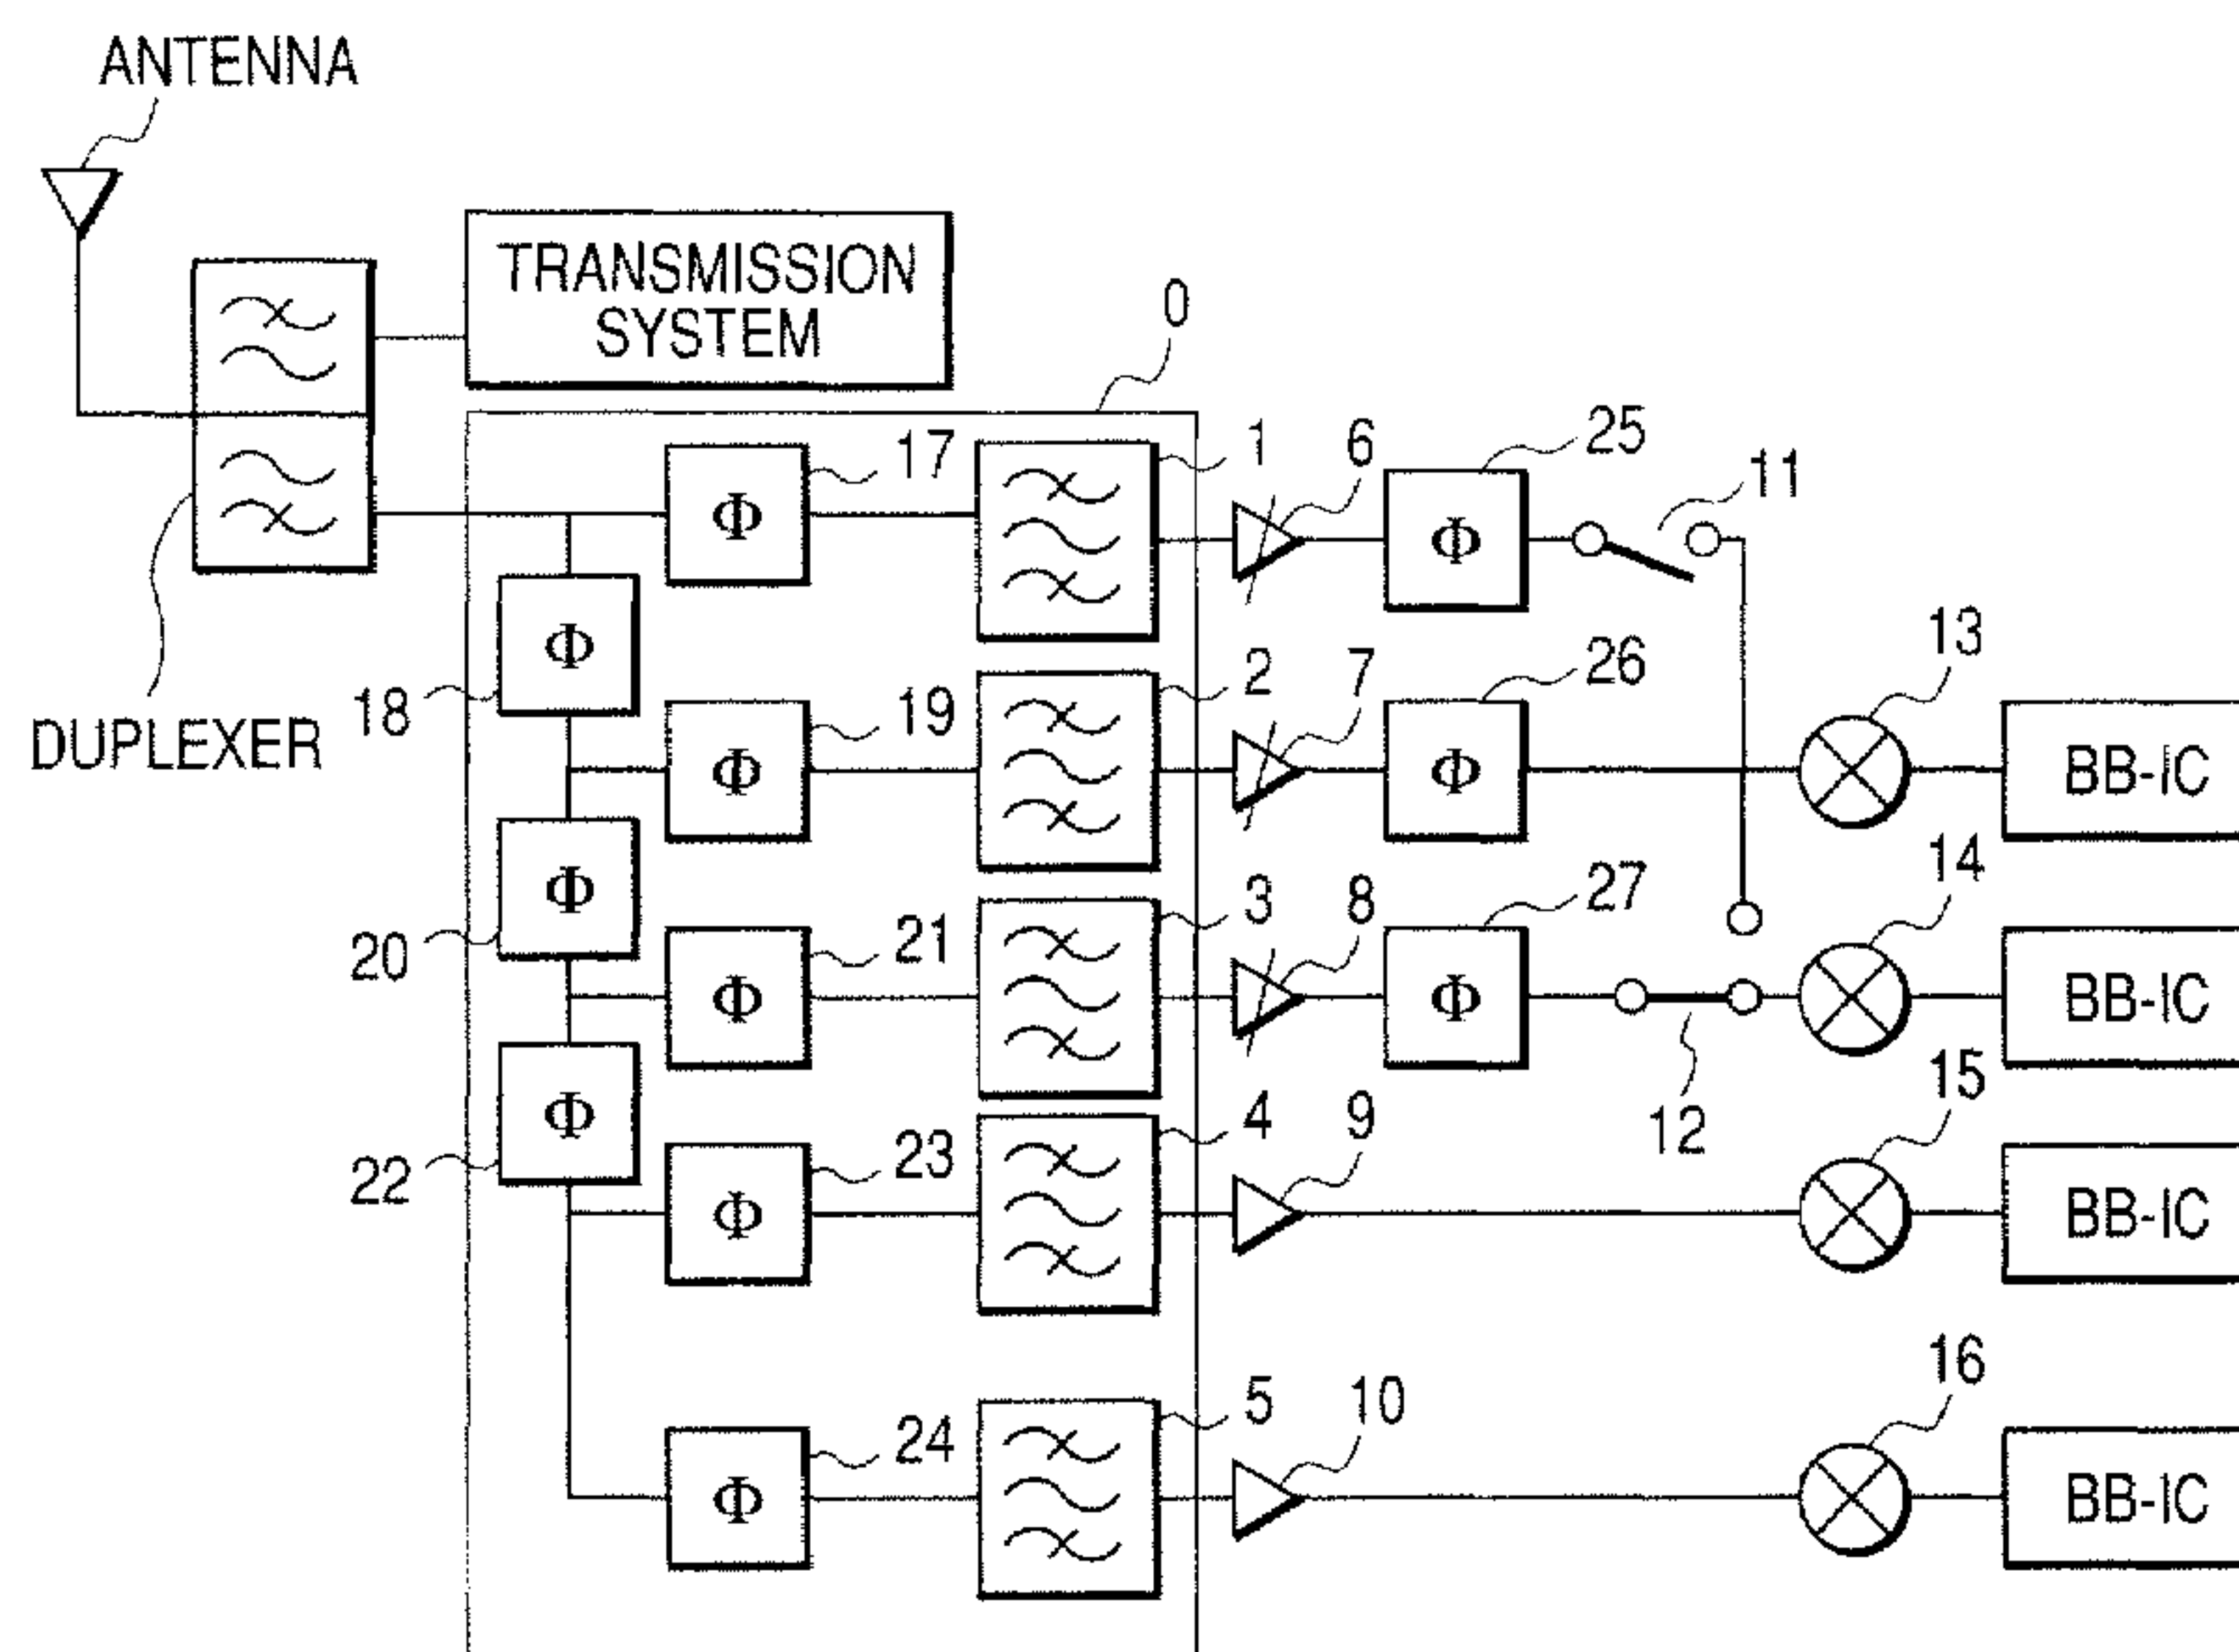 ANTENNA
TRANSMISSION
SYSTEM
0
17
1
6
25
11
Φ
Φ
Φ
18
DUPLEXER
19
2
7
26
13
Φ
Φ
BB-IC
20
Φ
21
3
8
27
14
Φ
Φ
BB-IC
22
Φ
23
4
9
12
15
Φ
BB-IC
24
5
10
16
Φ
BB-IC